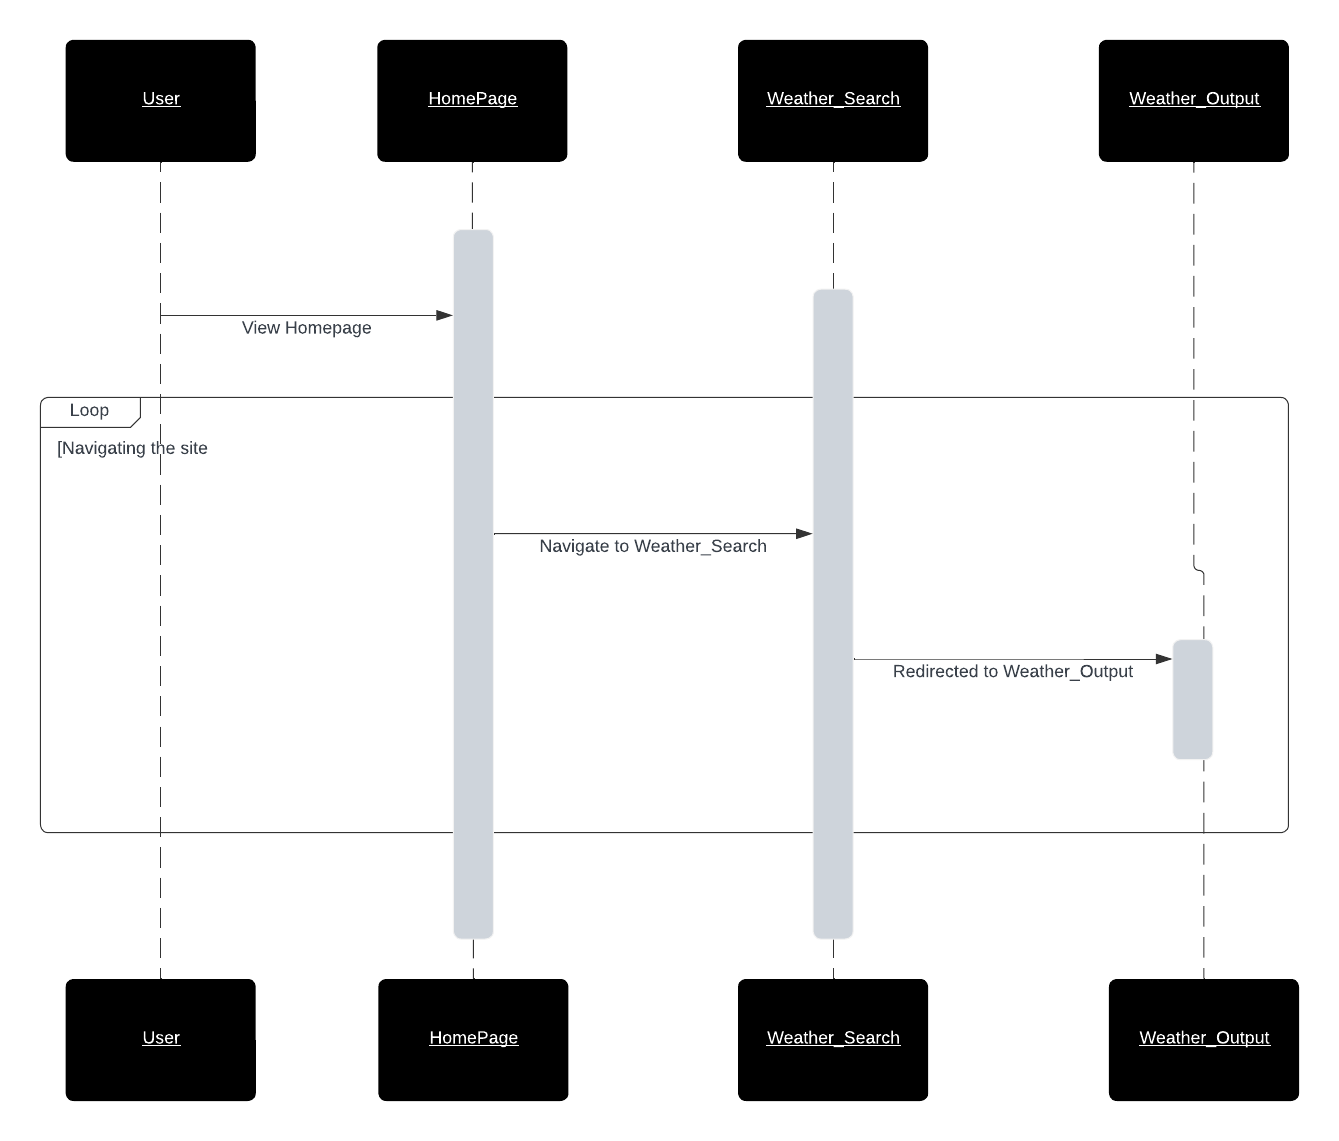 User
HomePage
Weather_Search
Weather_Output
View Homepage
Loop
[Navigating the site
Navigate to Weather_Search
Redirected to Weather_Output
User
HomePage
Weather_Search
Weather_Output